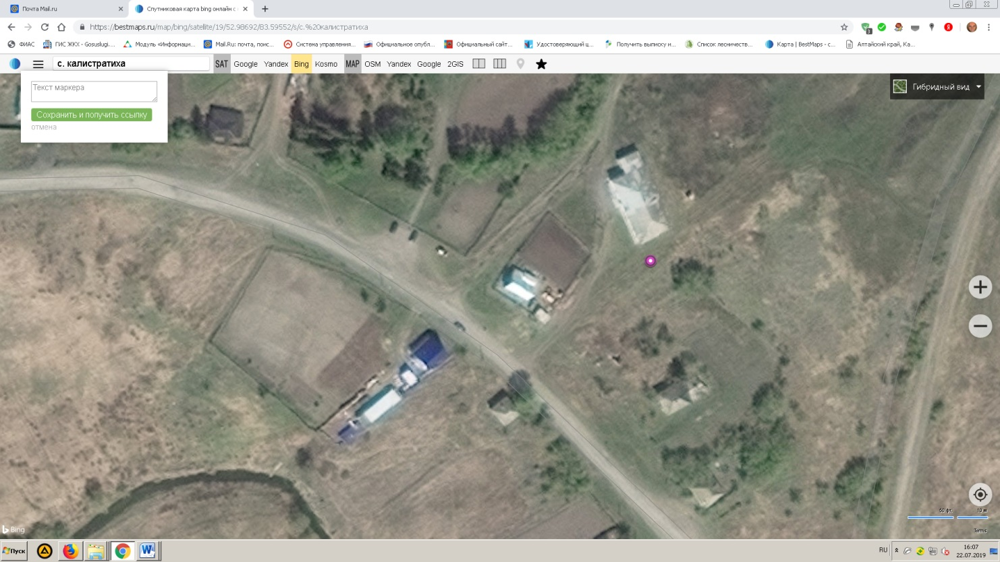 Почта Mail.ru
Спутниковая карта bing онлайн с
https://bestmaps.ru/map/bing/satellite/19/52.98692/83.59552/s/с.%20калистратиха
3
ФИАС
ГИС ЖКХ - Gosuslugi....
Модуль «Информаци...
Mail.Ru: почта, поис...
Система управления...
Официальное опубл...
Официальный сайт...
Удостоверяющий ц...
Получить выписку и...
Список лесничеств...
Карта | BestMaps - с...
Алтайский край, Ка...
с. калистратиха
SAT Google Yandex Bing Kosmo MAP OSM Yandex Google 2GIS
Текст маркера
Сохранить и получить ссылку
отмена
Гибридный вид
60 фт. 10 м
Bing
Terms
Пуск
RU
16:07
22.07.2019